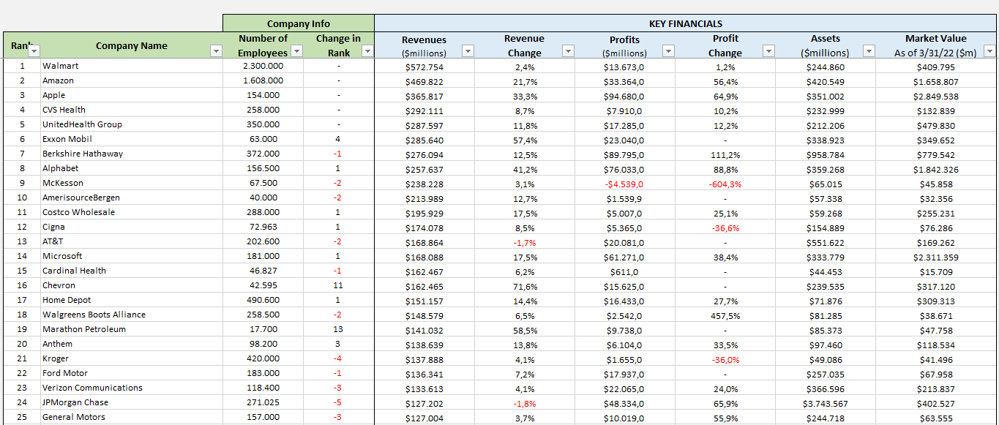 Company Info KEY FINANCIALS
Rank Company Name Number of Employees Change in Rank Revenues ($millions) Revenue Change Profits ($millions) Profit Change Assets ($millions) Market Value As of 3/31/22 ($m)
1 Walmart 2.300.000 - $572.754 2,4% $13.673,0 1,2% $244.860 $409.795
2 Amazon 1.608.000 - $469.822 21,7% $33.364,0 56,4% $420.549 $1.658.807
3 Apple 154.000 - $365.817 33,3% $94.680,0 64,9% $351.002 $2.849.538
4 CVS Health 258.000 - $292.111 8,7% $7.910,0 10,2% $232.999 $132.839
5 UnitedHealth Group 350.000 - $287.597 11,8% $17.285,0 12,2% $212.206 $479.830
6 Exxon Mobil 63.000 4 $285.640 57,4% $23.040,0 - $338.923 $349.652
7 Berkshire Hathaway 372.000 -1 $276.094 12,5% $89.795,0 111,2% $958.784 $779.542
8 Alphabet 156.500 1 $257.637 41,2% $76.033,0 88,8% $359.268 $1.842.326
9 McKesson 67.500 -2 $238.228 3,1% -$4.539,0 -604,3% $65.015 $45.858
10 AmerisourceBergen 40.000 -2 $213.989 12,7% $1.539,9 - $57.338 $32.356
11 Costco Wholesale 288.000 1 $195.929 17,5% $5.007,0 25,1% $59.268 $255.231
12 Cigna 72.963 1 $174.078 8,5% $5.365,0 -36,6% $154.889 $76.286
13 AT&T 202.600 -2 $168.864 -1,7% $20.081,0 - $551.622 $169.262
14 Microsoft 181.000 1 $168.088 17,5% $61.271,0 38,4% $333.779 $2.311.359
15 Cardinal Health 46.827 -1 $162.467 6,2% $611,0 - $44.453 $15.709
16 Chevron 42.595 11 $162.465 71,6% $15.625,0 - $239.535 $317.120
17 Home Depot 490.600 1 $151.157 14,4% $16.433,0 27,7% $71.876 $309.313
18 Walgreens Boots Alliance 258.500 -2 $148.579 6,5% $2.542,0 457,5% $81.285 $38.671
19 Marathon Petroleum 17.700 13 $141.032 58,5% $9.738,0 - $85.373 $47.758
20 Anthem 98.200 3 $138.639 13,8% $6.104,0 33,5% $97.460 $118.534
21 Kroger 420.000 -4 $137.888 4,1% $1.655,0 -36,0% $49.086 $41.496
22 Ford Motor 183.000 -1 $136.341 7,2% $17.937,0 - $257.035 $67.958
23 Verizon Communications 118.400 -3 $133.613 4,1% $22.065,0 24,0% $366.596 $213.837
24 JPMorgan Chase 271.025 -5 $127.202 -1,8% $48.334,0 65,9% $3.743.567 $402.527
25 General Motors 157.000 -3 $127.004 3,7% $10.019,0 55,9% $244.718 $63.555